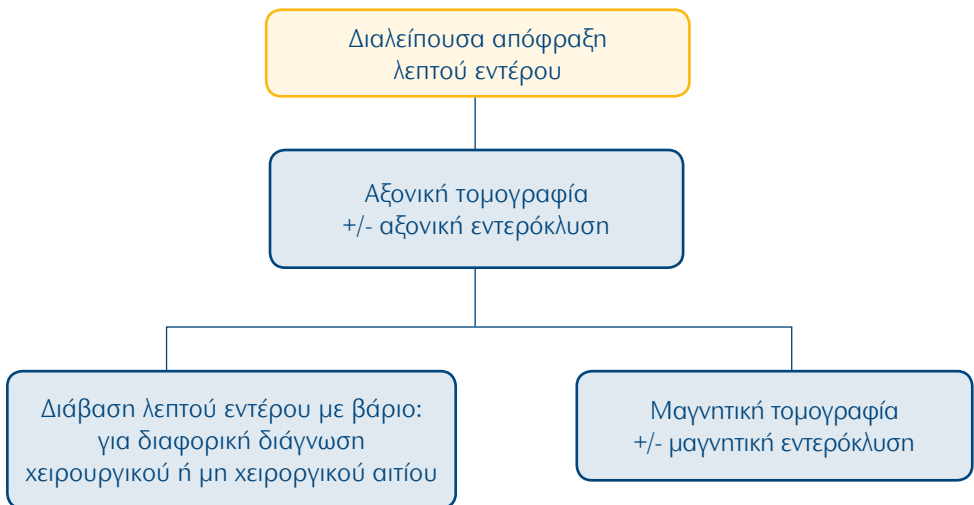 Διαλείπουσα απόφραξη
λεπτού εντέρου
Αξονική τομογραφία
+/- αξονική εντερόκλυση
Διάβαση λεπτού εντέρου με βάριο:
για διαφορική διάγνωση
χειρουργικού ή μη χειροργικού αιτίου
Μαγνητική τομογραφία
+/- μαγνητική εντερόκλυση